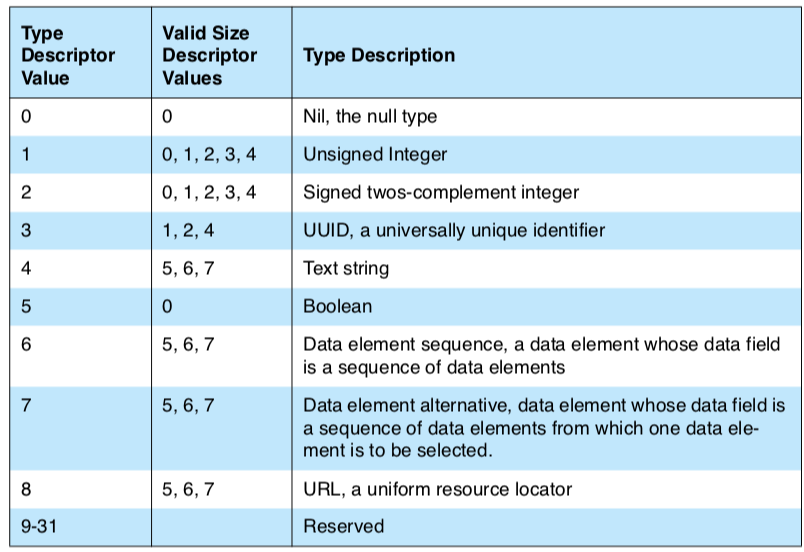 Type Descriptor Value | Valid Size Descriptor Values | Type Description
0 | 0 | Nil, the null type
1 | 0, 1, 2, 3, 4 | Unsigned Integer
2 | 0, 1, 2, 3, 4 | Signed twos-complement integer
3 | 1, 2, 4 | UUID, a universally unique identifier
4 | 5, 6, 7 | Text string
5 | 0 | Boolean
6 | 5, 6, 7 | Data element sequence, a data element whose data field
is a sequence of data elements
7 | 5, 6, 7 | Data element alternative, data element whose data field is
a sequence of data elements from which one data ele-
ment is to be selected.
8 | 5, 6, 7 | URL, a uniform resource locator
9-31 | | Reserved